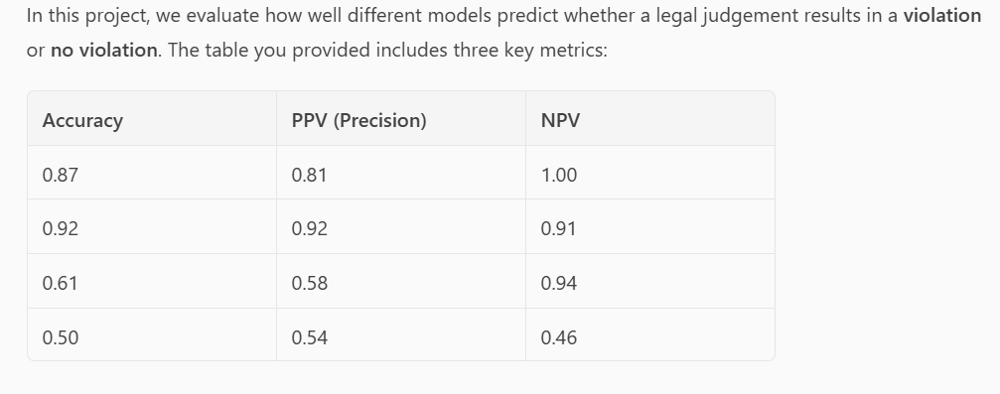 In this project, we evaluate how well different models predict whether a legal judgement results in a violation
or no violation. The table you provided includes three key metrics:
Accuracy PPV (Precision) NPV
0.87 0.81 1.00
0.92 0.92 0.91
0.61 0.58 0.94
0.50 0.54 0.46